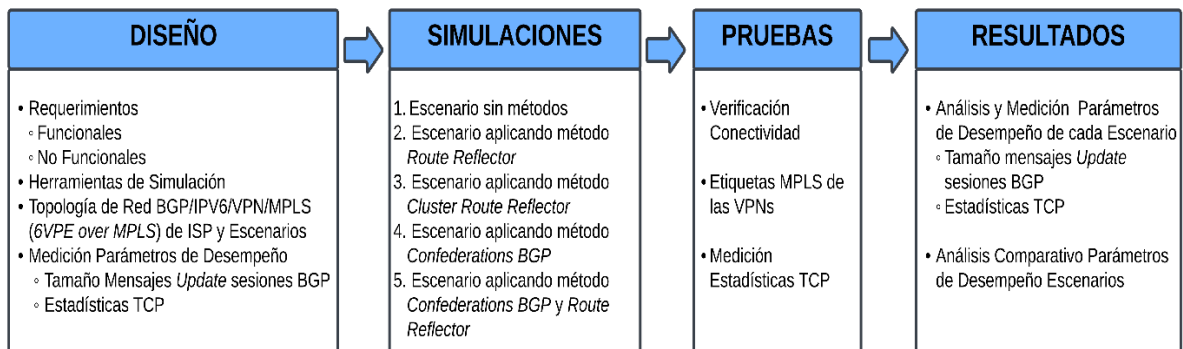 DISEÑO
• Requerimientos
◦ Funcionales
◦ No Funcionales
• Herramientas de Simulación
• Topología de Red BGP/IPV6/VPN/MPLS
(6VPE over MPLS) de ISP y Escenarios
• Medición Parámetros de Desempeño
◦ Tamaño Mensajes Update sesiones BGP
◦ Estadísticas TCP
SIMULACIONES
1. Escenario sin métodos
2. Escenario aplicando método
Route Reflector
3. Escenario aplicando método
Cluster Route Reflector
4. Escenario aplicando método
Confederations BGP
5. Escenario aplicando método
Confederations BGP y Route
Reflector
PRUEBAS
• Verificación
Conectividad
• Etiquetas MPLS de
las VPNs
• Medición
Estadísticas TCP
RESULTADOS
• Análisis y Medición Parámetros
de Desempeño de cada Escenario
◦ Tamaño mensajes Update
sesiones BGP
◦ Estadísticas TCP
• Análisis Comparativo Parámetros
de Desempeño Escenarios